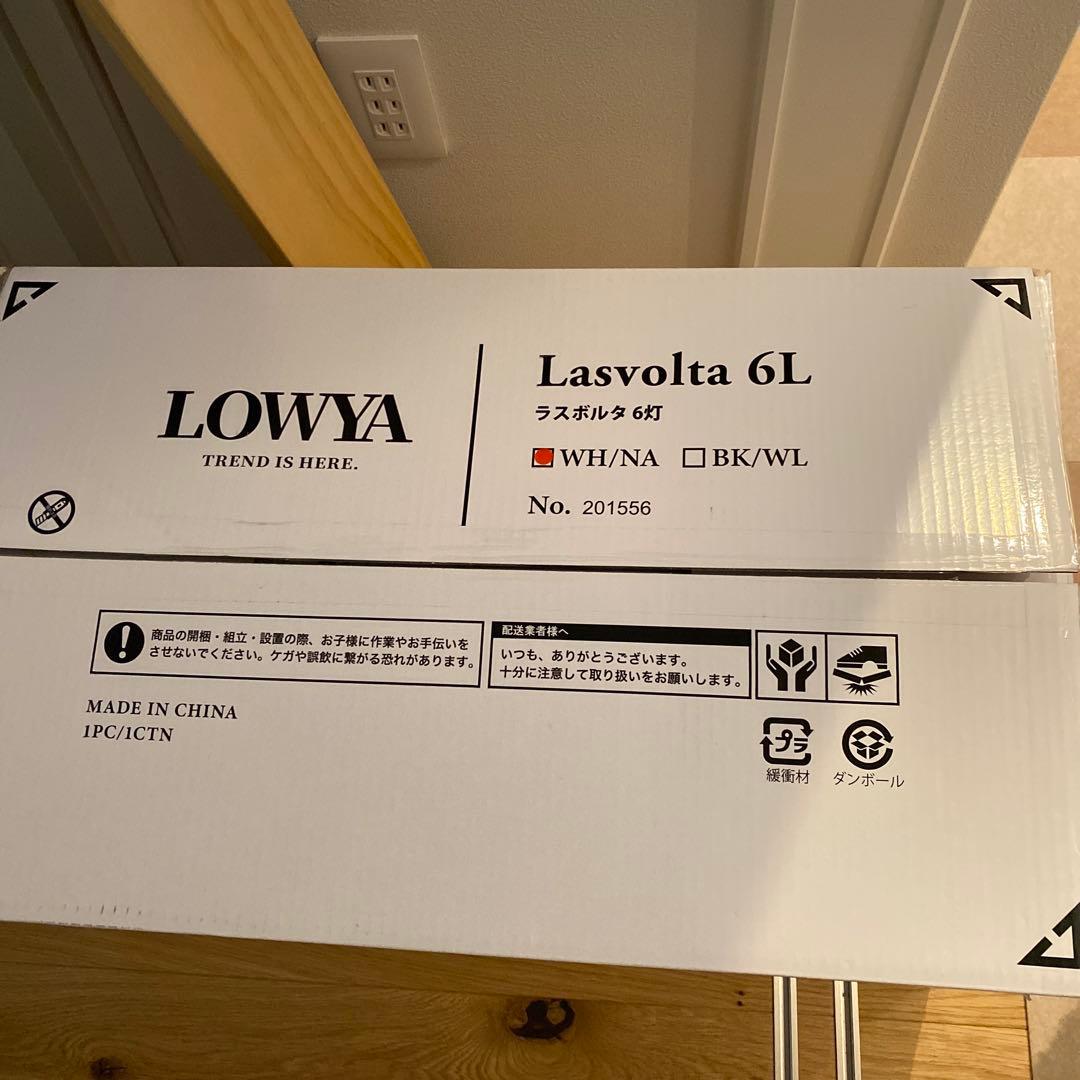 LOWYA
TREND IS HERE.
Lasvolta 6L
ラスボルタ 6灯
WH/NA BK/WL
No. 201556
商品の開梱・組立・設置の際、お子様に作業やお手伝いを
させないでください。ケガや誤飲に繋がる恐れがあります。
配送業者様へ
いつも、ありがとうございます。
十分に注意して取り扱いをお願いします。
MADE IN CHINA
1PC/1CTN
プラ
緩衝材
ダンボール